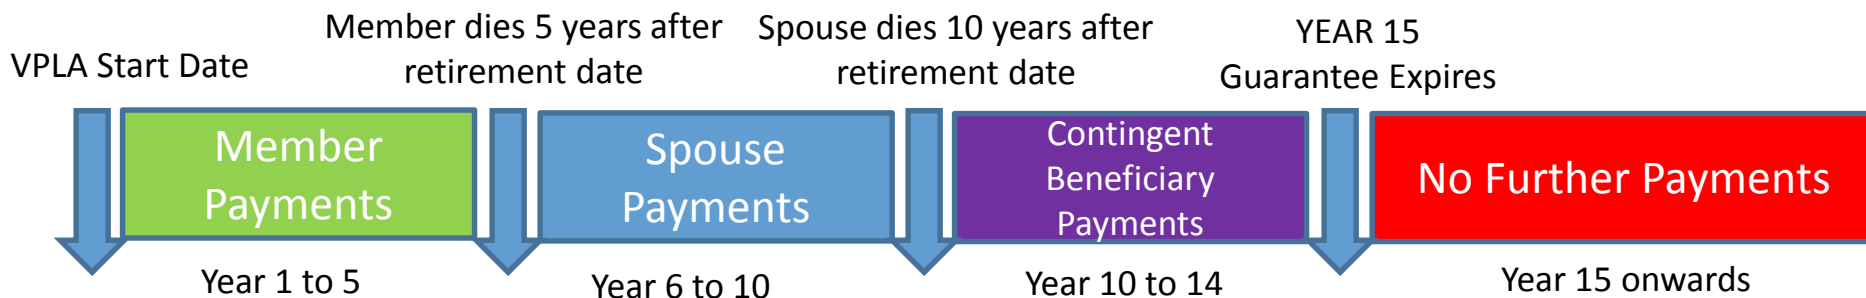 VPLA Start Date
Member dies 5 years after
retirement date
Spouse dies 10 years after
retirement date
YEAR 15
Guarantee Expires
Member
Payments
Spouse
Payments
Contingent
Beneficiary
Payments
No Further Payments
Year 1 to 5
Year 6 to 10
Year 10 to 14
Year 15 onwards